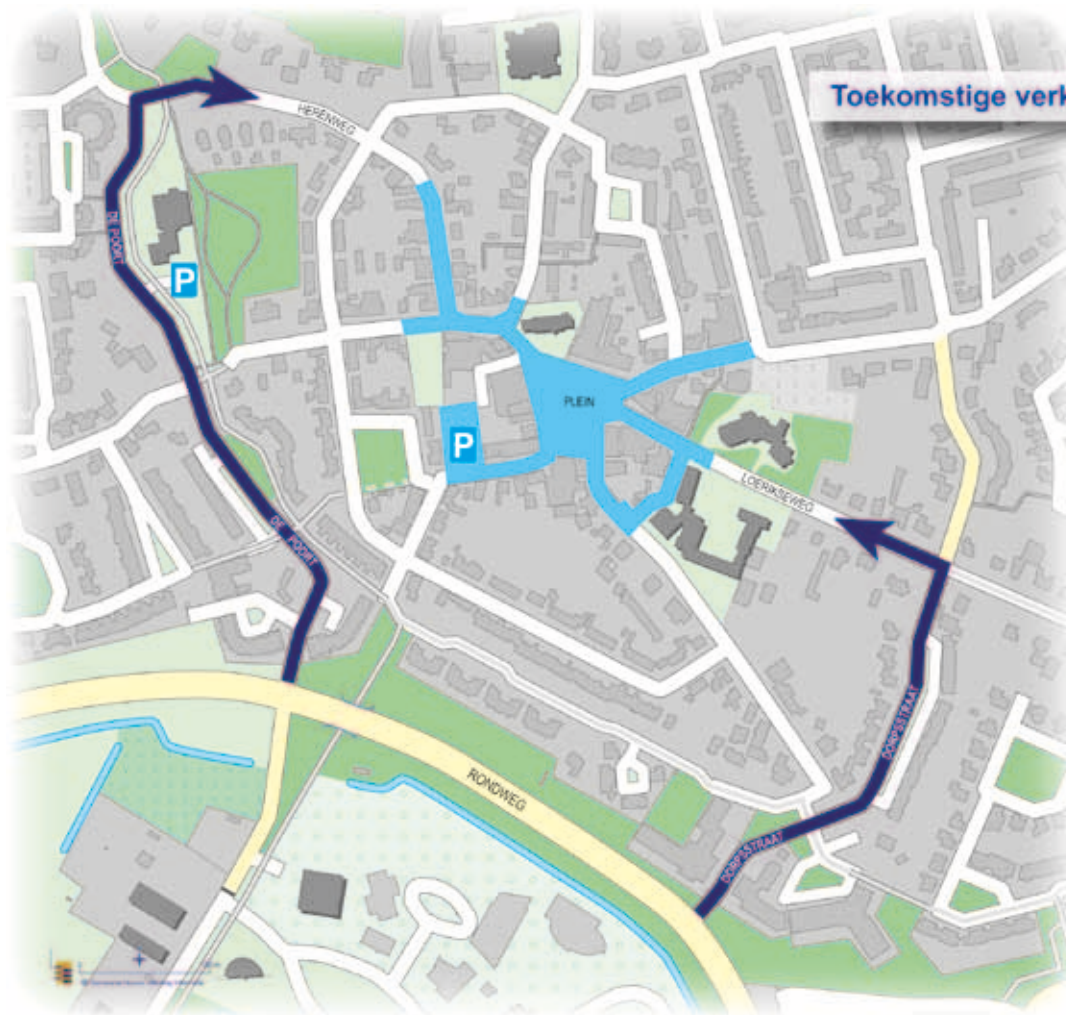 Toekomstige verk
HERENWEG
DE POORT
P
PLEIN
P
LOERIKSEWEG
DE POORT
DORPSSTRAAT
RONDWEG
DORPSSTRAAT